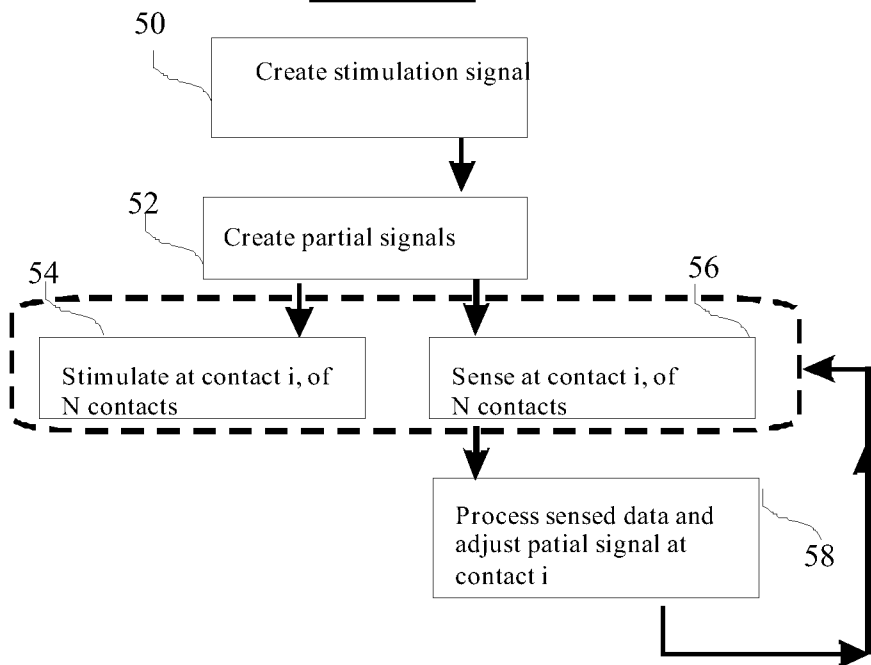 50
Create stimulation signal
52
Create partial signals
54
56
Stimulate at contact i, of
N contacts
Sense at contact i, of
N contacts
Process sensed data and
adjust patial signal at
contact i
58